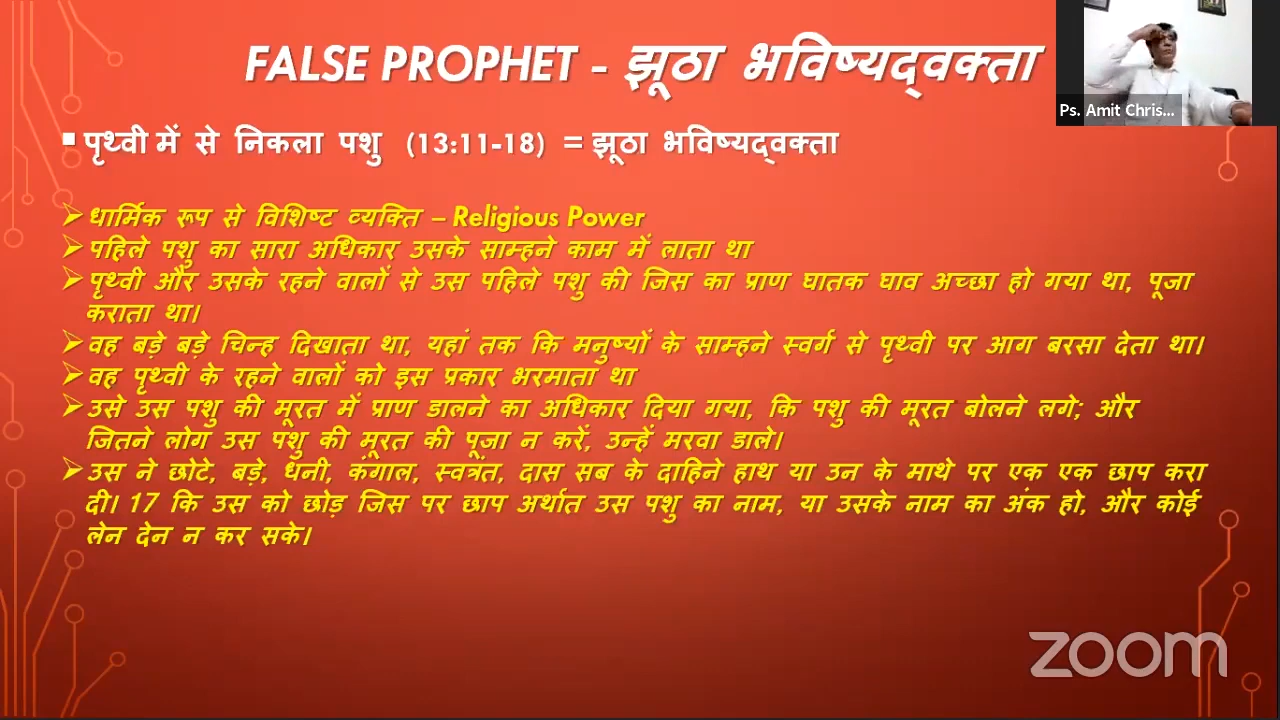 FALSE PROPHET - झूठा भविष्यद्वक्ता
Ps. Amit Chris...
▪ पृथ्वी में से निकला पशु (13:11-18) = झूठा भविष्यद्वक्ता
➢ धार्मिक रूप से विशिष्ट व्यक्ति – Religious Power
➢ पहिले पशु का सारा अधिकार उसके साम्हने काम में लाता था
➢ पृथ्वी और उसके रहने वालों से उस पहिले पशु की जिस का प्राण घातक घाव अच्छा हो गया था, पूजा
कराता था।
➢ वह बड़े बड़े चिन्ह दिखाता था, यहां तक कि मनुष्यों के साम्हने स्वर्ग से पृथ्वी पर आग बरसा देता था।
➢ वह पृथ्वी के रहने वालों को इस प्रकार भरमाता था
➢ उसे उस पशु की मूरत में प्राण डालने का अधिकार दिया गया, कि पशु की मूरत बोलने लगे; और
जितने लोग उस पशु की मूरत की पूजा न करें, उन्हें मरवा डाले।
➢ उस ने छोटे, बड़े, धनी, कंगाल, स्वत्रंत, दास सब के दाहिने हाथ या उन के माथे पर एक एक छाप करा
दी। 17 कि उस को छोड़ जिस पर छाप अर्थात उस पशु का नाम, या उसके नाम का अंक हो, और कोई
लेन देन न कर सके।
zoom